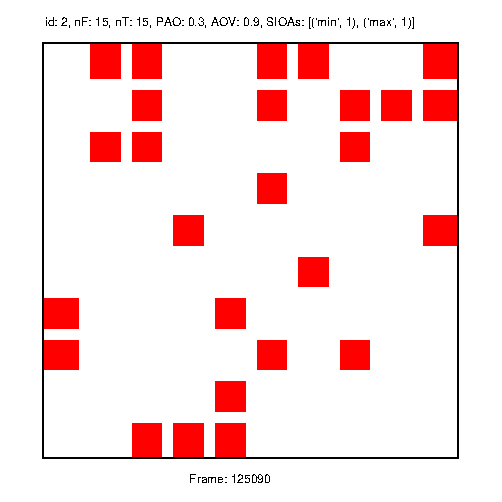 id: 2, nF: 15, nT: 15, PAO: 0.3, AOV: 0.9, SIOAs: [('min', 1), ('max', 1)]
Frame: 125090